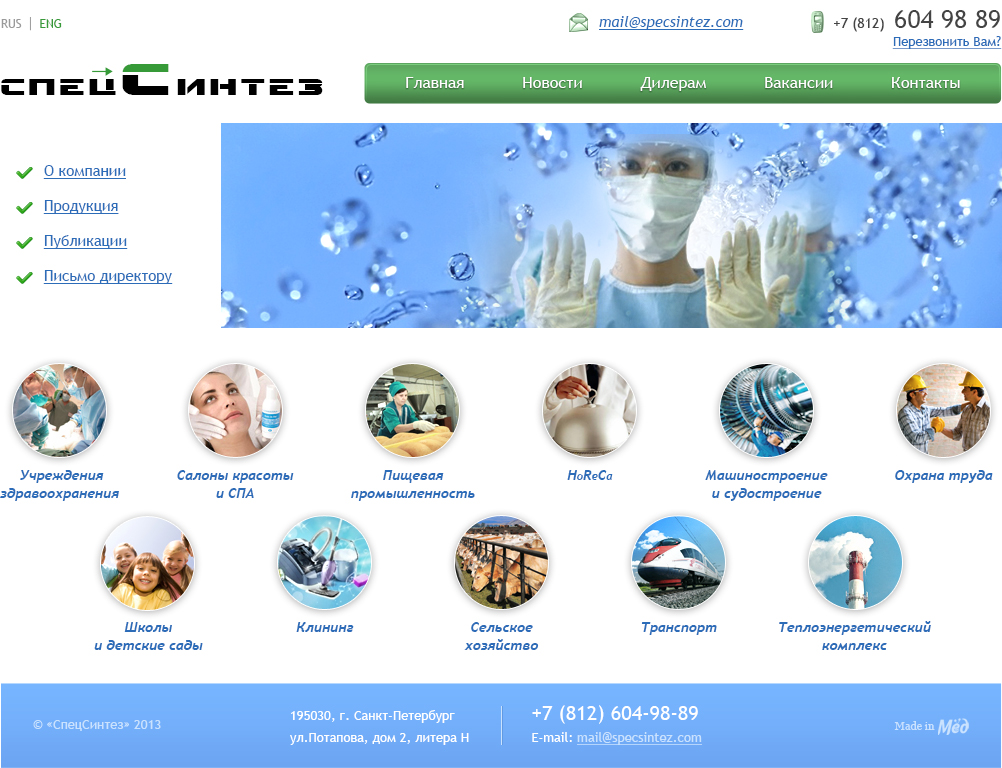 RUS | ENG
mail@specsintez.com
+7 (812) 604 98 89
Перезвонить Вам?
спецСинтез
Главная Новости Дилерам Вакансии Контакты
О компании
Продукция
Публикации
Письмо директору
Учреждения
здравоохранения
Салоны красоты
и СПА
Пищевая
промышленность
HoReCa
Машиностроение
и судостроение
Охрана труда
Школы
и детские сады
Клининг
Сельское
хозяйство
Транспорт
Теплоэнергетический
комплекс
© «СпецСинтез» 2013
195030, г. Санкт-Петербург
ул.Потапова, дом 2, литера Н
+7 (812) 604-98-89
E-mail: mail@specsintez.com
Made in Мёд